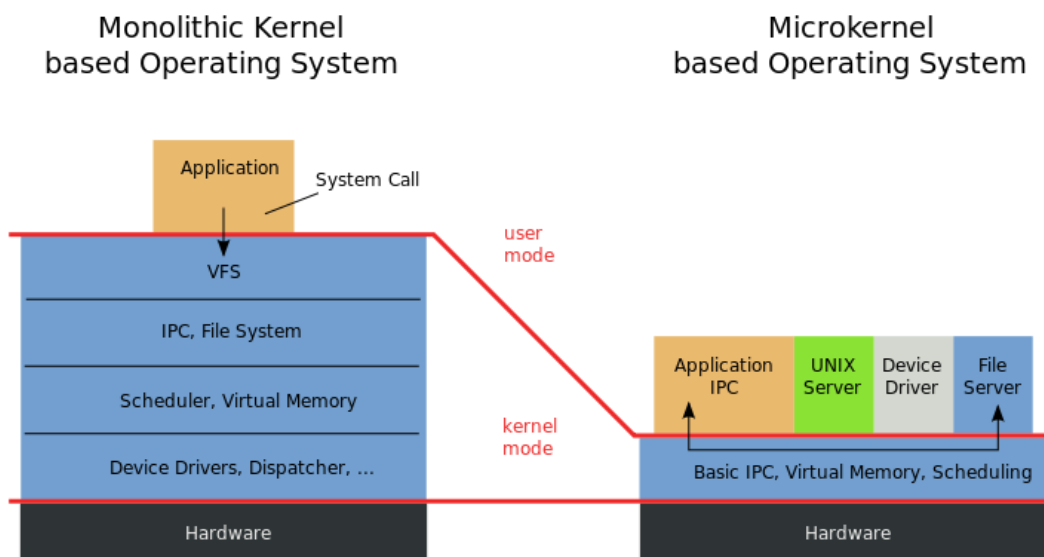 Monolithic Kernel
based Operating System
Microkernel
based Operating System
Application
System Call
user
mode
VFS
IPC, File System
Scheduler, Virtual Memory
Device Drivers, Dispatcher, ...
Hardware
kernel
mode
Application
IPC
UNIX
Server
Device
Driver
File
Server
Basic IPC, Virtual Memory, Scheduling
Hardware